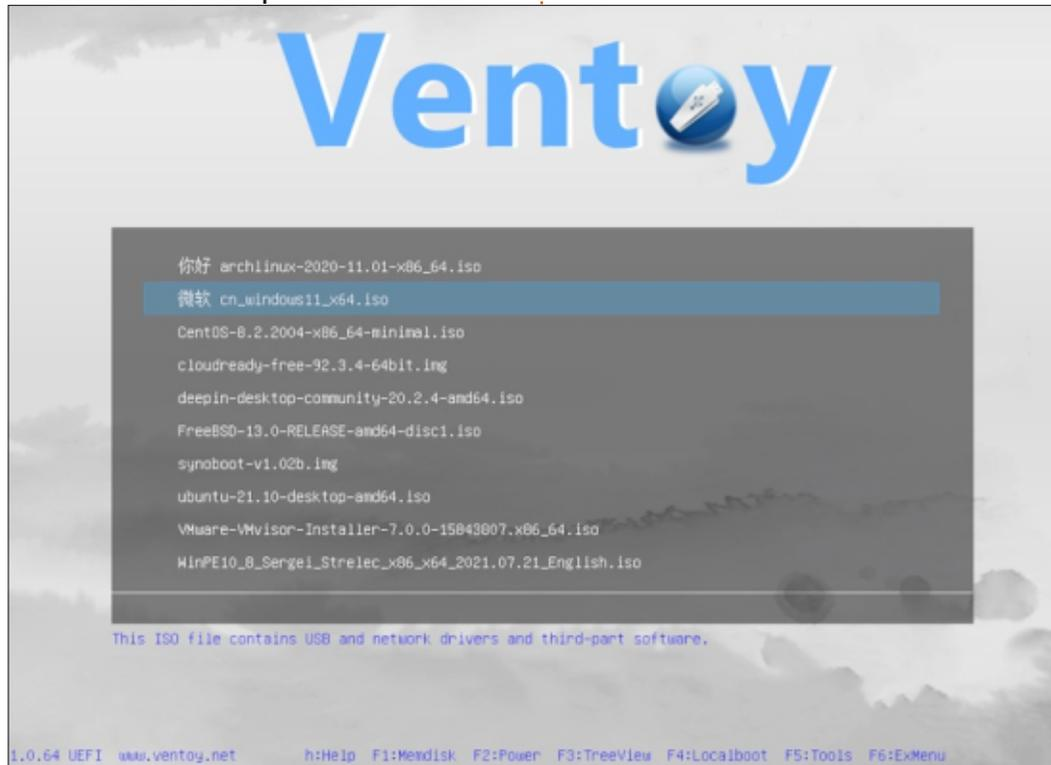 Ventoy
你好 archlinux-2020-11.01-x86_64.iso
微软 cn_windows11_x64.iso
CentOS-8.2.2004-x86_64-minimal.iso
cloudready-free-92.3.4-64bit.img
deepin-desktop-community-20.2.4-amd64.iso
FreeBSD-13.0-RELEASE-amd64-disc1.iso
synoboot-v1.02b.img
ubuntu-21.10-desktop-amd64.iso
VMware-VMvisor-Installer-7.0.0-15843807.x86_64.iso
WinPE10_8_Sergei_Strelec_x86_x64_2021.07.21_English.iso
This ISO file contains USB and network drivers and third-part software.
1.0.64 UEFI www.ventoy.net h:Help F1:Memdisk F2:Power F3:TreeView F4:Localboot F5:Tools F6:ExMenu